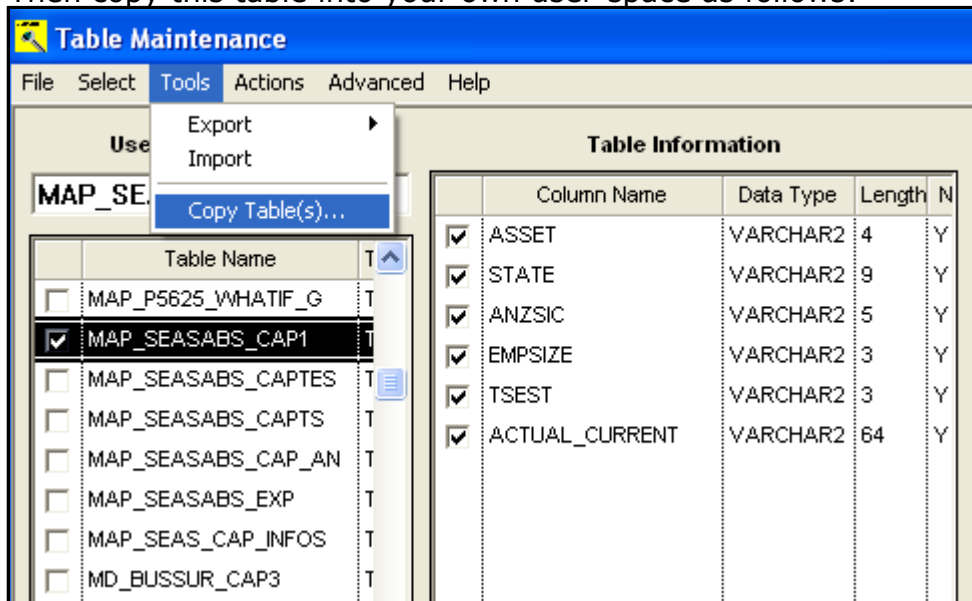 Then copy this table into your own user space as follows:
Table Maintenance
File Select Tools Actions Advanced Help
Export
Import
Copy Table(s)...
Use
MAP_SE
Table Name T
MAP_P5625_WHATIF_G T
MAP_SEASABS_CAP1 T
MAP_SEASABS_CAPTES T
MAP_SEASABS_CAPTS T
MAP_SEASABS_CAP_AN T
MAP_SEASABS_EXP T
MAP_SEAS_CAP_INFOS T
MD_BUSSUR_CAP3 T
Table Information
Column Name Data Type Length N
ASSET VARCHAR2 4 Y
STATE VARCHAR2 9 Y
ANZSIC VARCHAR2 5 Y
EMPSIZE VARCHAR2 3 Y
TSEST VARCHAR2 3 Y
ACTUAL_CURRENT VARCHAR2 64 Y